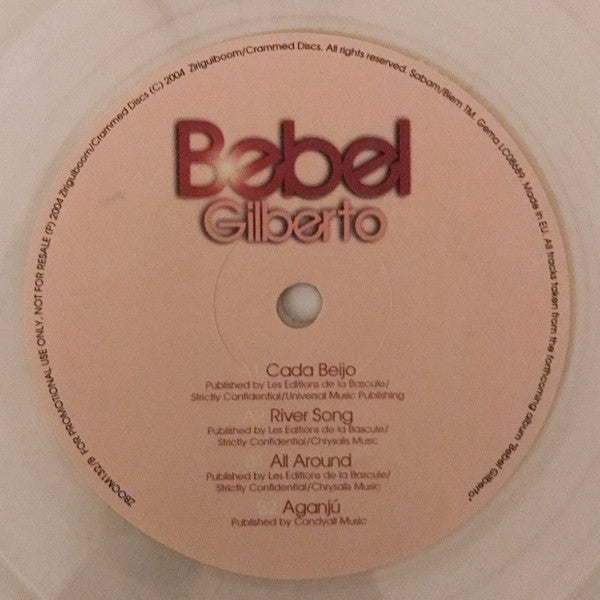 Bebel
Gilberto
A1 Cada Beijo
Published by Les Editions de la Bascule/
Strictly Confidential/Universal Music Publishing
A2 River Song
Published by Les Editions de la Bascule/
Strictly Confidential/Chrysalis Music
All Around
Published by Les Editions de la Bascule/
Strictly Confidential/Chrysalis Music
B2 Aganjú
Published by Candyall Music
ZBOOM132/B FOR PROMOTIONAL USE ONLY, NOT FOR RESALE (P) 2004 Ziriguiboom/Crammed Discs (C) 2004 Ziriguiboom/Crammed Discs. All rights reserved. Sabam/Biem TM. Gema LC08689. Made in EU. All tracks taken from the forthcoming album 'Bebel Gilberto'